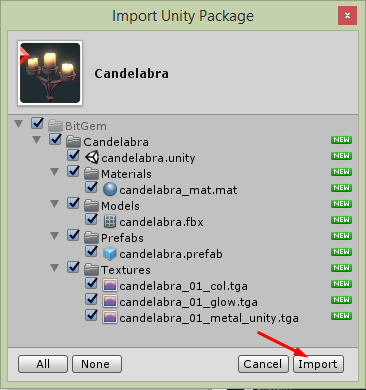 Import Unity Package
x
Candelabra
BitGem
Candelabra NEW
candelabra.unity NEW
Materials NEW
candelabra_mat.mat NEW
Models NEW
candelabra.fbx NEW
Prefabs NEW
candelabra.prefab NEW
Textures NEW
candelabra_01_col.tga NEW
candelabra_01_glow.tga NEW
candelabra_01_metal_unity.tga NEW
All None Cancel Import